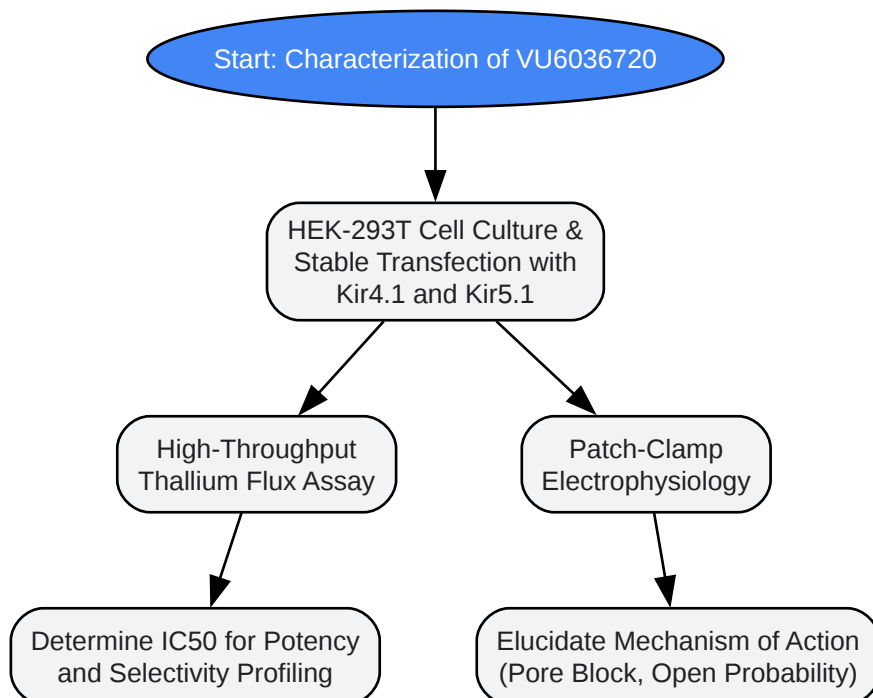 Start: Characterization of VU6036720
HEK-293T Cell Culture &
Stable Transfection with
Kir4.1 and Kir5.1
High-Throughput
Thallium Flux Assay
Patch-Clamp
Electrophysiology
Determine IC50 for Potency
and Selectivity Profiling
Elucidate Mechanism of Action
(Pore Block, Open Probability)